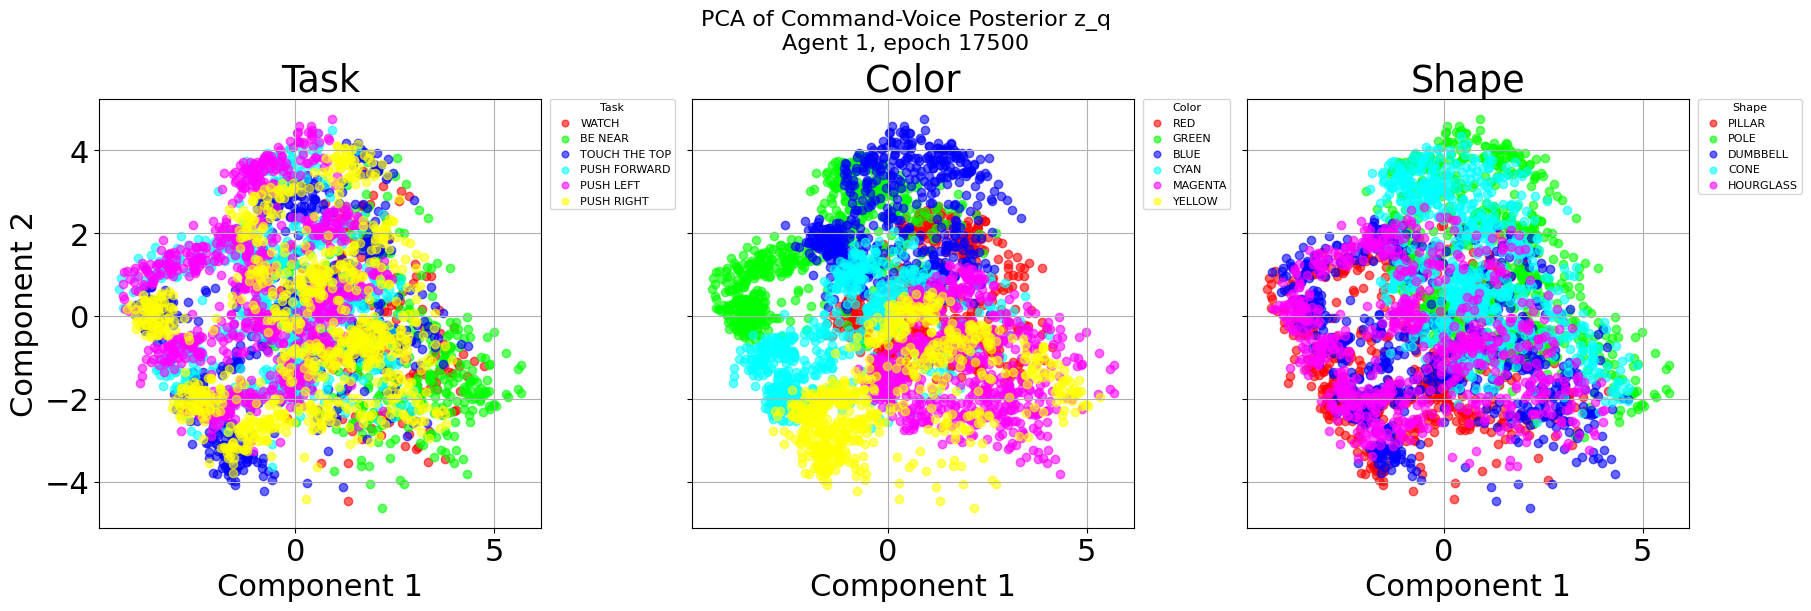 PCA of Command-Voice Posterior z_q
Agent 1, epoch 17500
Task
Color
Shape
Component 2
4
2
0
−2
−4
0
5
Component 1
Task
WATCH
BE NEAR
TOUCH THE TOP
PUSH FORWARD
PUSH LEFT
PUSH RIGHT
0
5
Component 1
Color
RED
GREEN
BLUE
CYAN
MAGENTA
YELLOW
0
5
Component 1
Shape
PILLAR
POLE
DUMBBELL
CONE
HOURGLASS